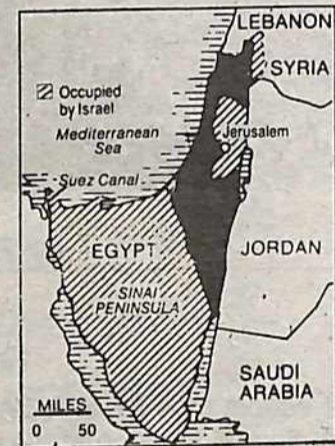 LEBANON
SYRIA
Occupied
by Israel
Mediterranean
Sea
Jerusalem
Suez Canal
EGYPT
JORDAN
SINAI
PENINSULA
SAUDI
ARABIA
MILES
0 50